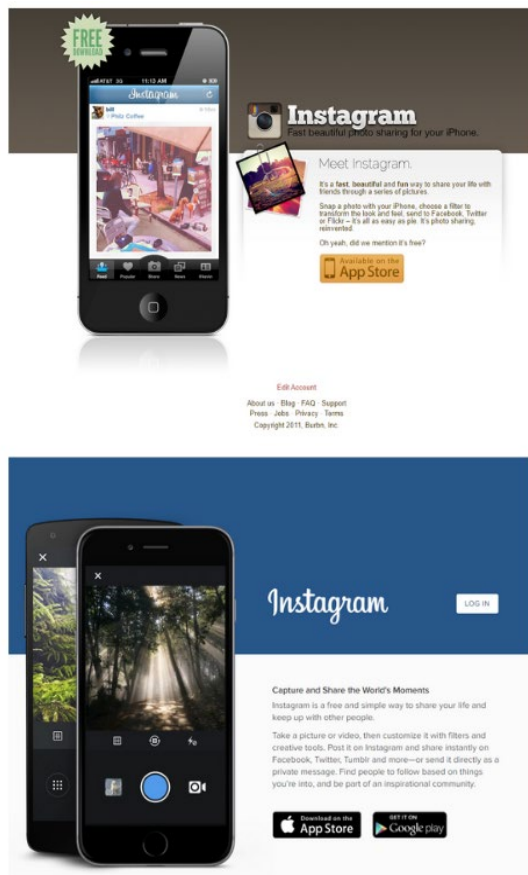 FREE
DOWNLOAD
AT&T 3G 11:13 AM
Instagram
bill
Philz Coffee
Feed Popular Share News
Instagram
Fast beautiful photo sharing for your iPhone.
Meet Instagram.
It's a fast, beautiful and fun way to share your life with
friends through a series of pictures.
Snap a photo with your iPhone, choose a filter to
transform the look and feel, send to Facebook, Twitter
or Flickr – it's all as easy as pie. It's photo sharing,
reinvented.
Oh yeah, did we mention it's free?
Available on the
App Store
Edit Account
About us · Blog · FAQ · Support
Press · Jobs · Privacy · Terms
Copyright 2011, Burbn, Inc.
Instagram
LOG IN
Capture and Share the World's Moments
Instagram is a free and simple way to share your life and
keep up with other people.
Take a picture or video, then customize it with filters and
creative tools. Post it on Instagram and share instantly on
Facebook, Twitter, Tumblr and more—or send it directly as a
private message. Find people to follow based on things
you're into, and be part of an inspirational community.
Download on the
App Store
GET IT ON
Google play